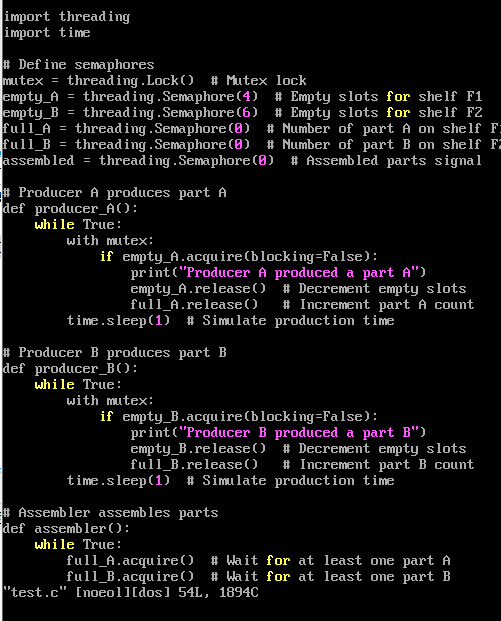 import threading
import time

# Define semaphores
mutex = threading.Lock()  # Mutex lock
empty_A = threading.Semaphore(4)  # Empty slots for shelf F1
empty_B = threading.Semaphore(6)  # Empty slots for shelf F2
full_A = threading.Semaphore(0)  # Number of part A on shelf F1
full_B = threading.Semaphore(0)  # Number of part B on shelf F2
assembled = threading.Semaphore(0)  # Assembled parts signal

# Producer A produces part A
def producer_A():
    while True:
        with mutex:
            if empty_A.acquire(blocking=False):
                print("Producer A produced a part A")
                empty_A.release()  # Decrement empty slots
                full_A.release()  # Increment part A count
        time.sleep(1)  # Simulate production time

# Producer B produces part B
def producer_B():
    while True:
        with mutex:
            if empty_B.acquire(blocking=False):
                print("Producer B produced a part B")
                empty_B.release()  # Decrement empty slots
                full_B.release()  # Increment part B count
        time.sleep(1)  # Simulate production time

# Assembler assembles parts
def assembler():
    while True:
        full_A.acquire()  # Wait for at least one part A
        full_B.acquire()  # Wait for at least one part B
"test.c" [noeol][dos] 54L, 1894C